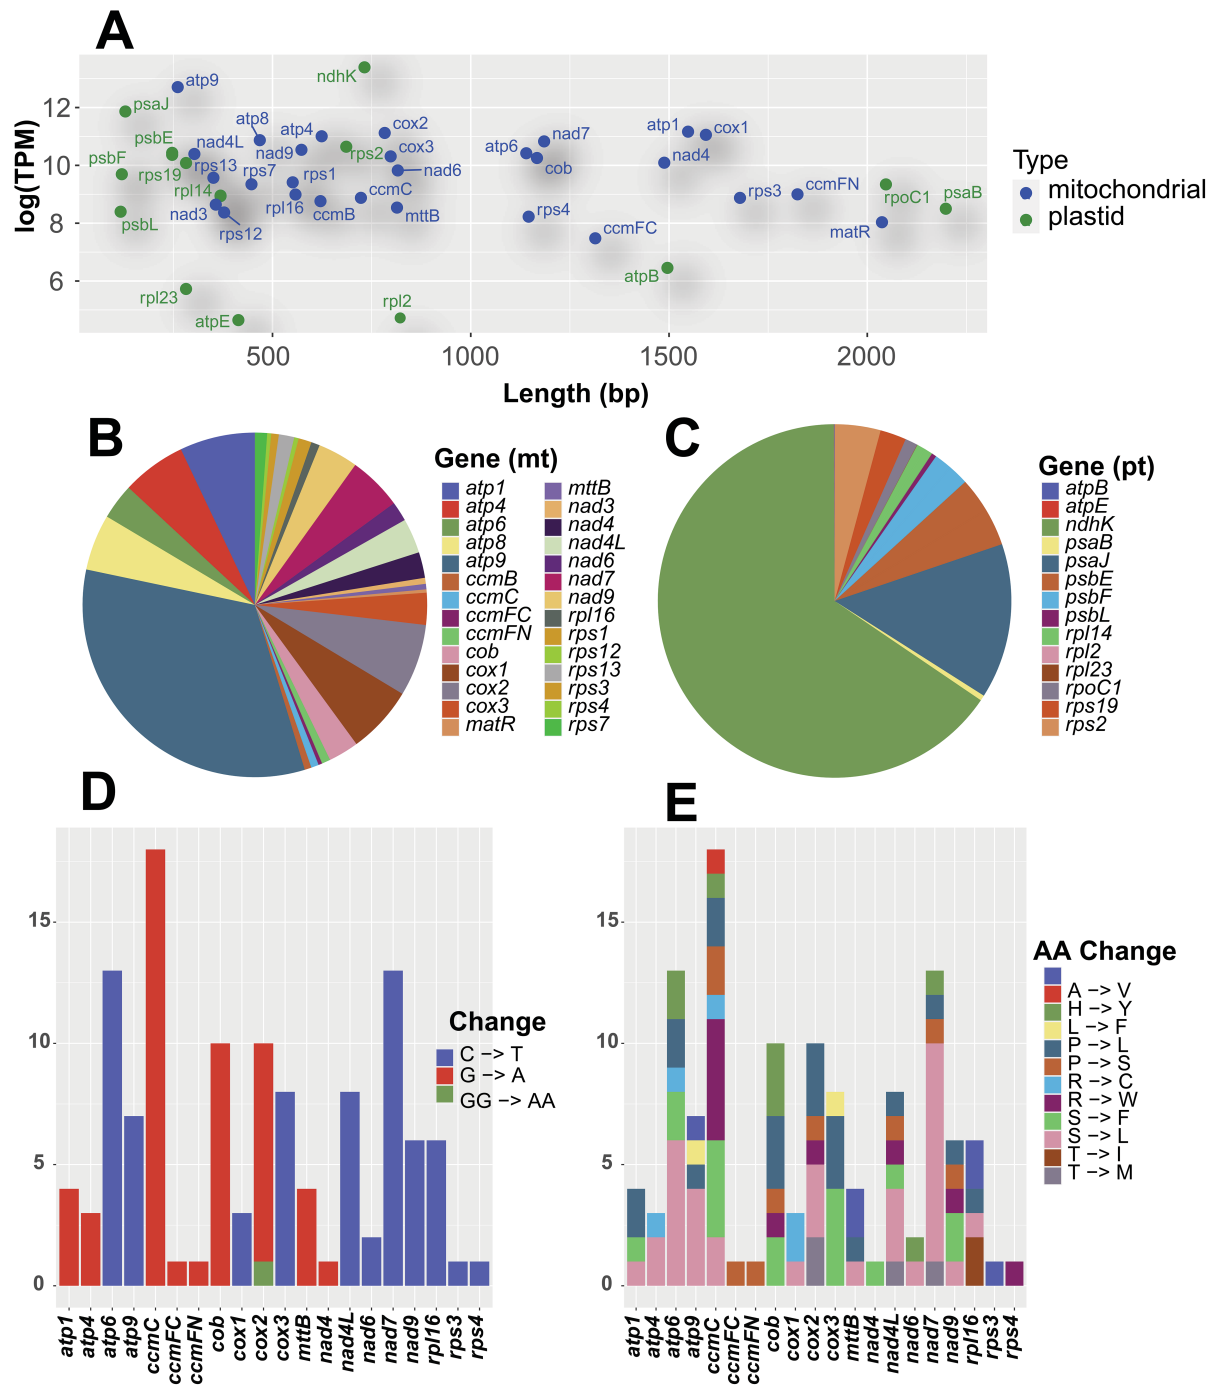 A
log(TPM)
12
10
8
6
ndhK
atp9
psaJ
atp8
atp4
cox2
psbE
nad4L
nad9
rps2
cox3
psbF
rps13
rps19
rps7
rps1
nad6
rpl14
ccmC
nad3
rpl16
ccmB
mttB
rps12
psbL
rpl23
atpE
rpl2
atp6
nad7
cob
rps4
ccmFC
atp1
cox1
nad4
atpB
rps3
ccmFN
rpoC1
psaB
matR
500
1000
1500
2000
Length (bp)
Type
mitochondrial
plastid
B
Gene (mt)
atp1
atp4
atp6
atp8
atp9
ccmB
ccmC
ccmFC
ccmFN
cob
cox1
cox2
cox3
matR
mttB
nad3
nad4
nad4L
nad6
nad7
nad9
rpl16
rps1
rps12
rps13
rps3
rps4
rps7
C
Gene (pt)
atpB
atpE
ndhK
psaB
psaJ
psbE
psbF
psbL
rpl14
rpl2
rpl23
rpoC1
rps19
rps2
D
15
10
5
0
atp1
atp4
atp6
atp9
ccmC
ccmFC
ccmFN
cob
cox1
cox2
cox3
mttB
nad4
nad4L
nad6
nad7
nad9
rpl16
rps3
rps4
Change
C −> T
G −> A
GG −> AA
E
15
10
5
0
atp1
atp4
atp6
atp9
ccmC
ccmFC
ccmFN
cob
cox1
cox2
cox3
mttB
nad4
nad4L
nad6
nad7
nad9
rpl16
rps3
rps4
AA Change
A −> V
H −> Y
L −> F
P −> L
P −> S
R −> C
R −> W
S −> F
S −> L
T −> I
T −> M